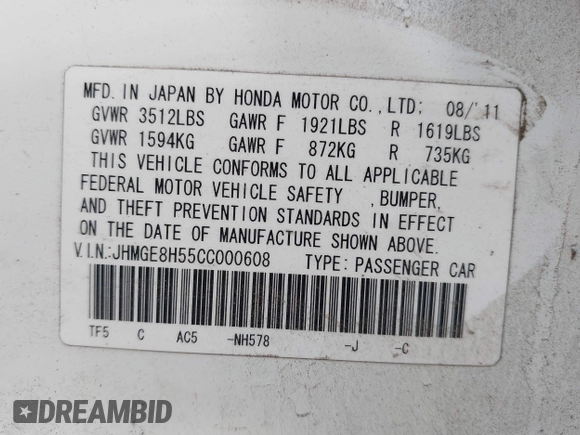 MFD. IN JAPAN BY HONDA MOTOR CO.,LTD; 08/'11
GVWR 3512LBS GAWR F 1921LBS R 1619LBS
GVWR 1594KG GAWR F 872KG R 735KG
THIS VEHICLE CONFORMS TO ALL APPLICABLE
FEDERAL MOTOR VEHICLE SAFETY ,BUMPER,
AND THEFT PREVENTION STANDARDS IN EFFECT
ON THE DATE OF MANUFACTURE SHOWN ABOVE.
V.I.N.:JHMGE8H55CC000608 TYPE: PASSENGER CAR
TF5 C AC5 -NH578 -J -C
DREAMBID